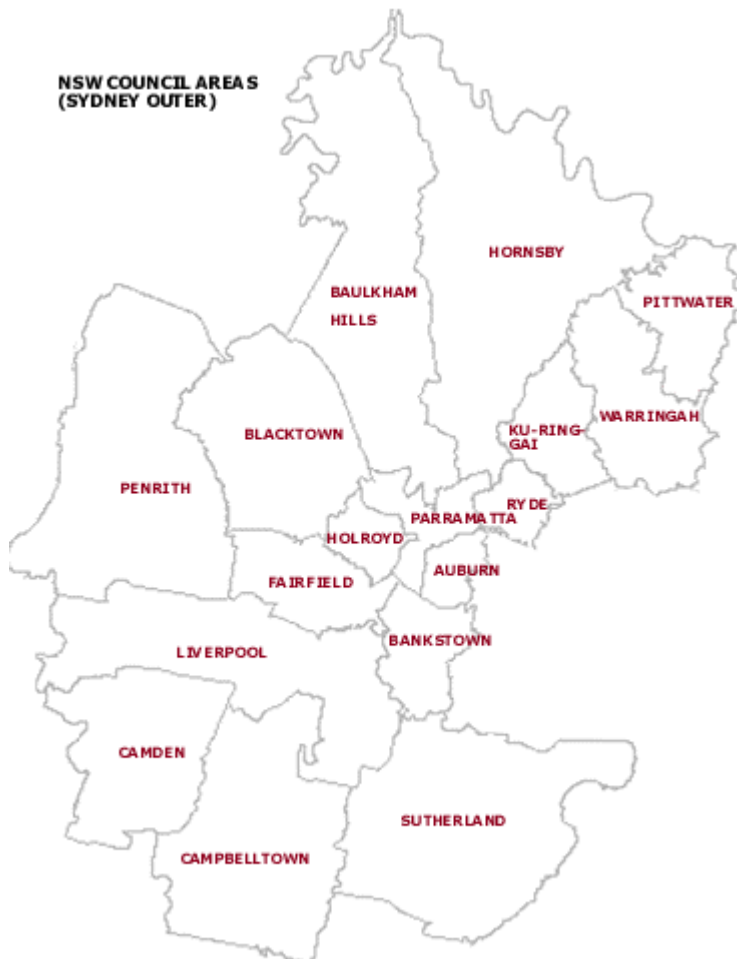 NSW COUNCIL AREAS
(SYDNEY OUTER)
HORNSBY
BAULKHAM
HILLS
PITTWATER
WARRINGAH
KU-RING-
GAI
BLACKTOWN
PENRITH
RYDE
PARRAMATTA
HOLROYD
AUBURN
FAIRFIELD
BANKSTOWN
LIVERPOOL
CAMDEN
SUTHERLAND
CAMPBELLTOWN